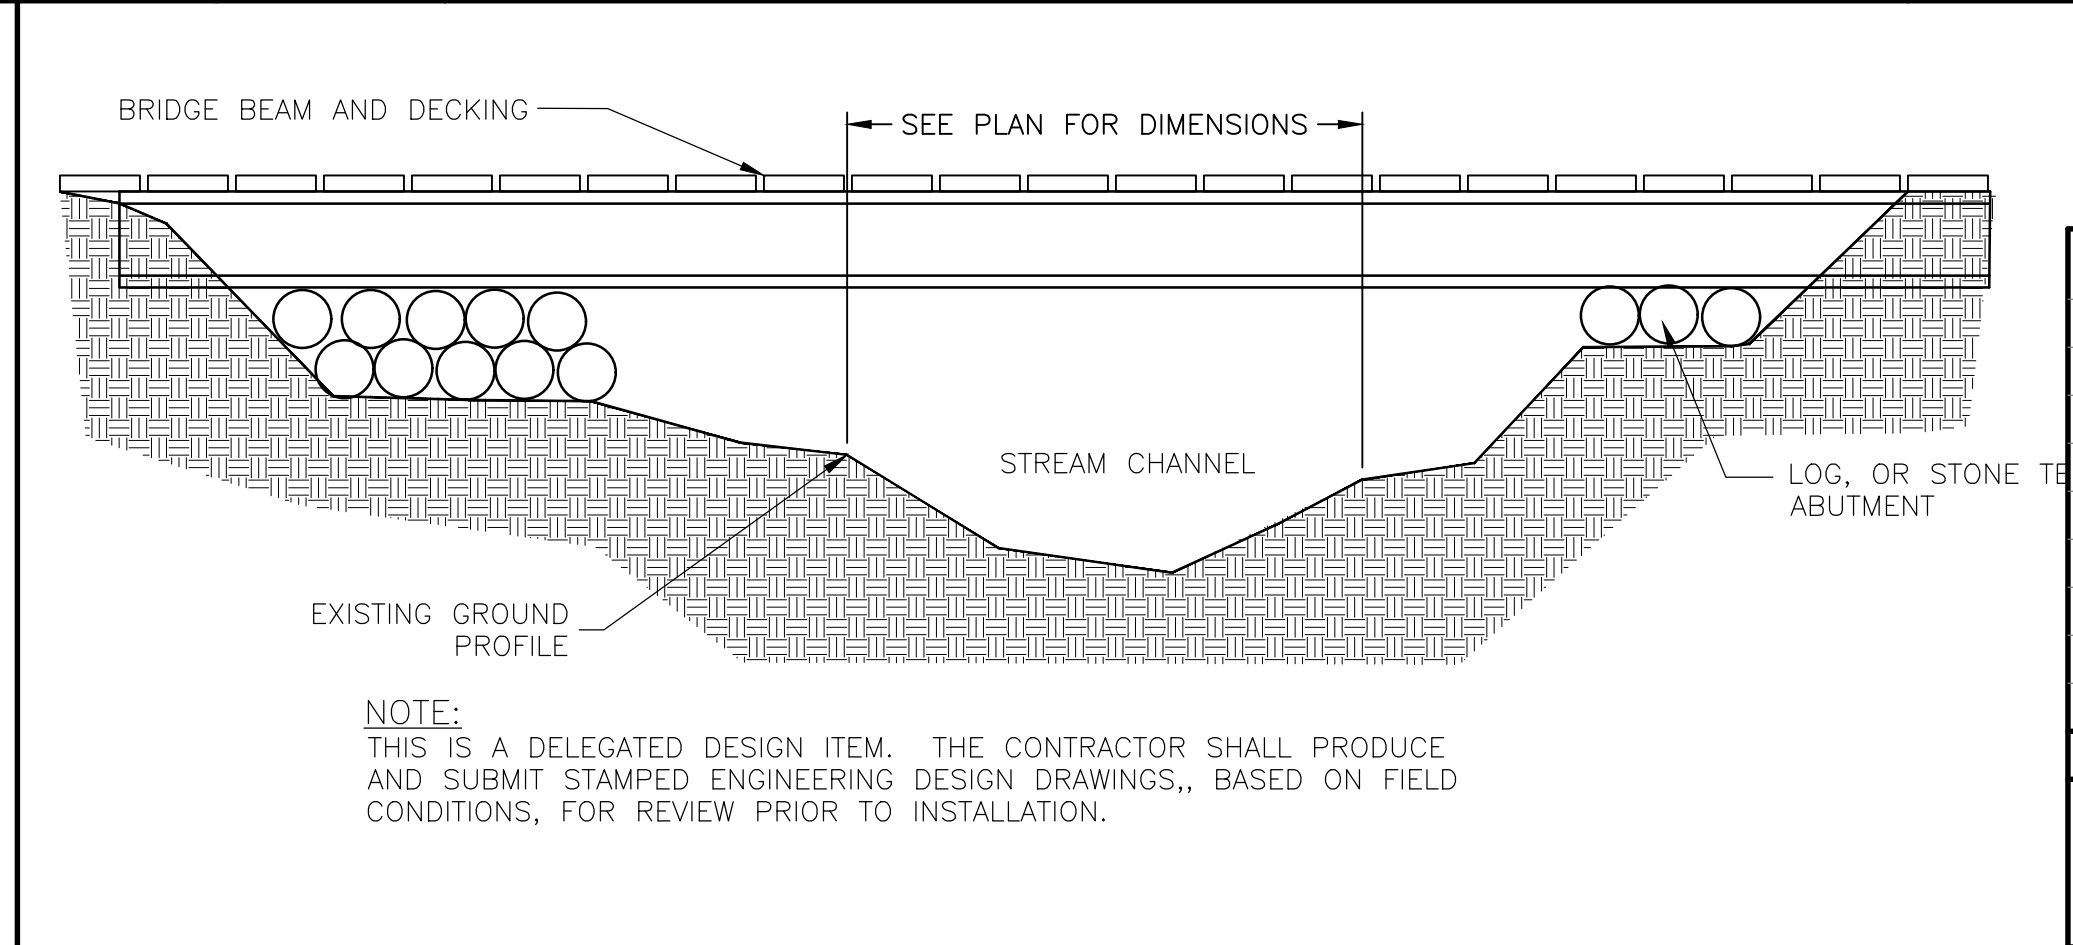 BRIDGE BEAM AND DECKING
SEE PLAN FOR DIMENSIONS
STREAM CHANNEL
LOG, OR STONE
ABUTMENT
EXISTING GROUND
PROFILE
NOTE:
THIS IS A DELEGATED DESIGN ITEM. THE CONTRACTOR SHALL PRODUCE
AND SUBMIT STAMPED ENGINEERING DESIGN DRAWINGS,, BASED ON FIELD
CONDITIONS, FOR REVIEW PRIOR TO INSTALLATION.